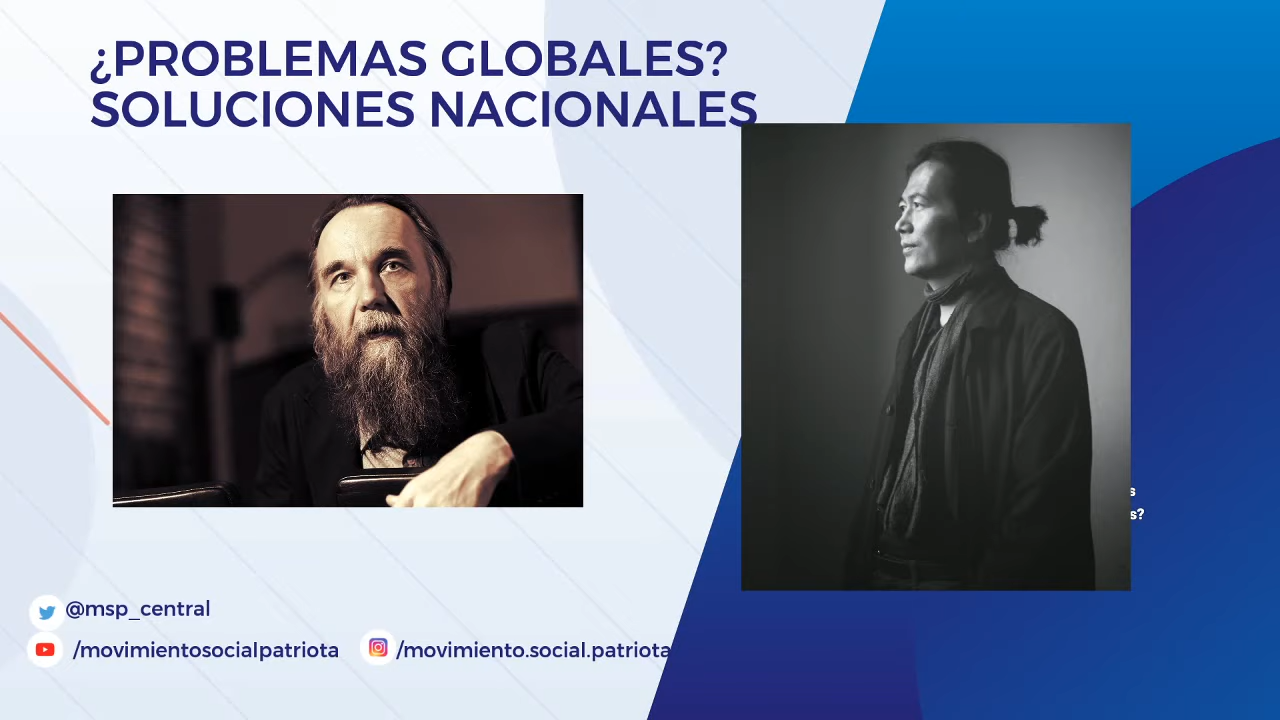 ¿PROBLEMAS GLOBALES?
SOLUCIONES NACIONALES
s
s?
@msp_central
/movimientosocialpatriota
/movimiento.social.patriota